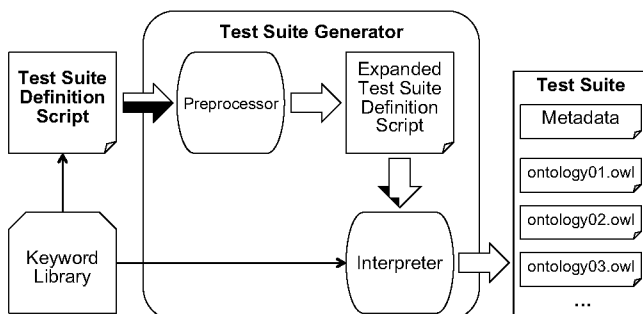 Test Suite Generator
Test Suite
Definition
Script
Preprocessor
Expanded
Test Suite
Definition
Script
Keyword
Library
Interpreter
Test Suite
Metadata
ontology01.owl
ontology02.owl
ontology03.owl
...